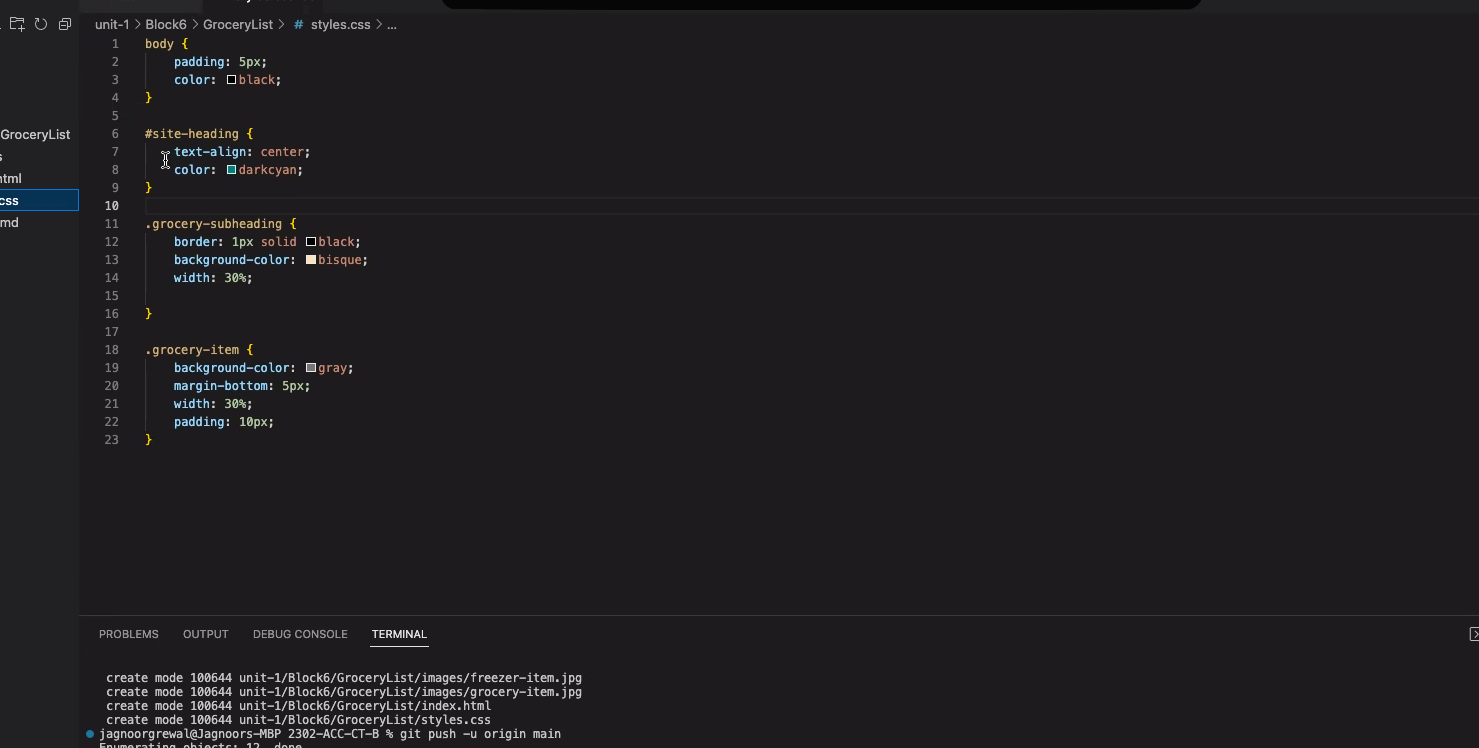 unit-1 > Block6 > GroceryList > # styles.css > ...
1 body {
2 padding: 5px;
3 color: black;
4 }
5
6 #site-heading {
7 text-align: center;
8 color: darkcyan;
9 }
10
11 .grocery-subheading {
12 border: 1px solid black;
13 background-color: bisque;
14 width: 30%;
15
16 }
17
18 .grocery-item {
19 background-color: gray;
20 margin-bottom: 5px;
21 width: 30%;
22 padding: 10px;
23 }
GroceryList
s
html
css
md
PROBLEMS OUTPUT DEBUG CONSOLE TERMINAL
create mode 100644 unit-1/Block6/GroceryList/images/freezer-item.jpg
create mode 100644 unit-1/Block6/GroceryList/images/grocery-item.jpg
create mode 100644 unit-1/Block6/GroceryList/index.html
create mode 100644 unit-1/Block6/GroceryList/styles.css
jagnoorgrewal@Jagnoors-MBP 2302-ACC-CT-B % git push -u origin main
Enumerating objects: 12, done